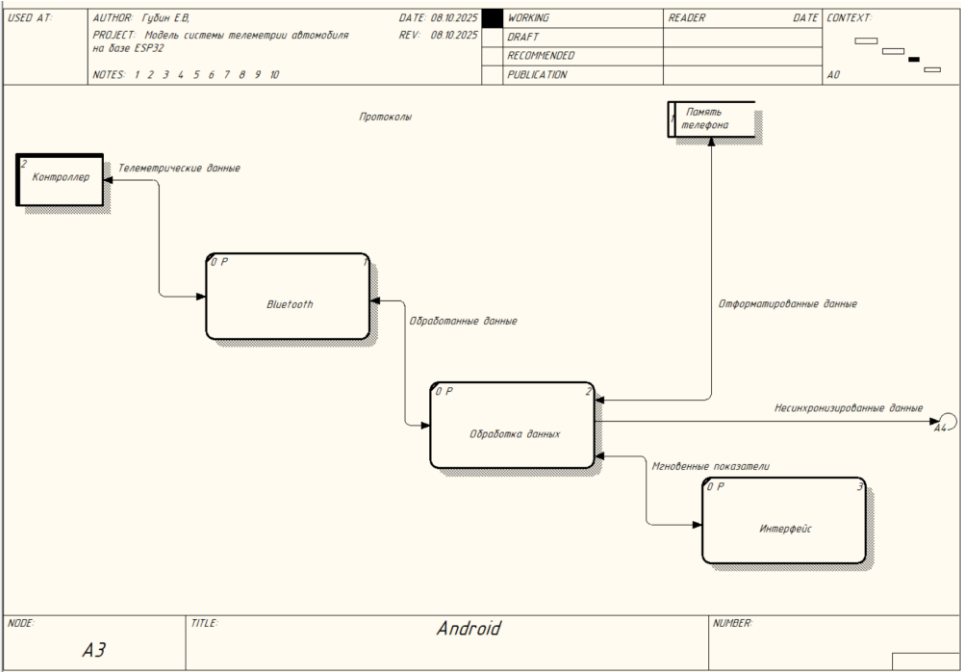 USED AT:
AUTHOR: Губин Е.В,
DATE: 08.10.2025
WORKING
READER
DATE
CONTEXT:
PROJECT: Модель системы телеметрии автомобиля
REV: 08.10.2025
DRAFT
на базе ESP32
RECOMMENDED
NOTES: 1 2 3 4 5 6 7 8 9 10
PUBLICATION
A0
Протоколы
1
Память
телефона
2
Контроллер
Телеметрические данные
0 Р
1
Bluetooth
Обработанные данные
Отформатированные данные
0 Р
2
Обработка данных
Несинхронизированные данные
A4
Мгновенные показатели
0 Р
3
Интерфейс
NODE:
TITLE:
NUMBER:
A3
Android